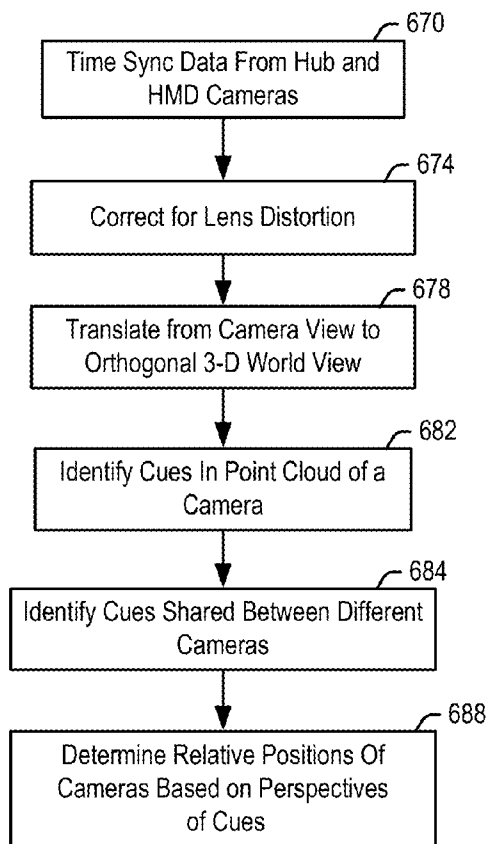 670
Time Sync Data From Hub and
HMD Cameras
674
Correct for Lens Distortion
678
Translate from Camera View to
Orthogonal 3-D World View
682
Identify Cues In Point Cloud of a
Camera
684
Identify Cues Shared Between Different
Cameras
688
Determine Relative Positions Of
Cameras Based on Perspectives
of Cues